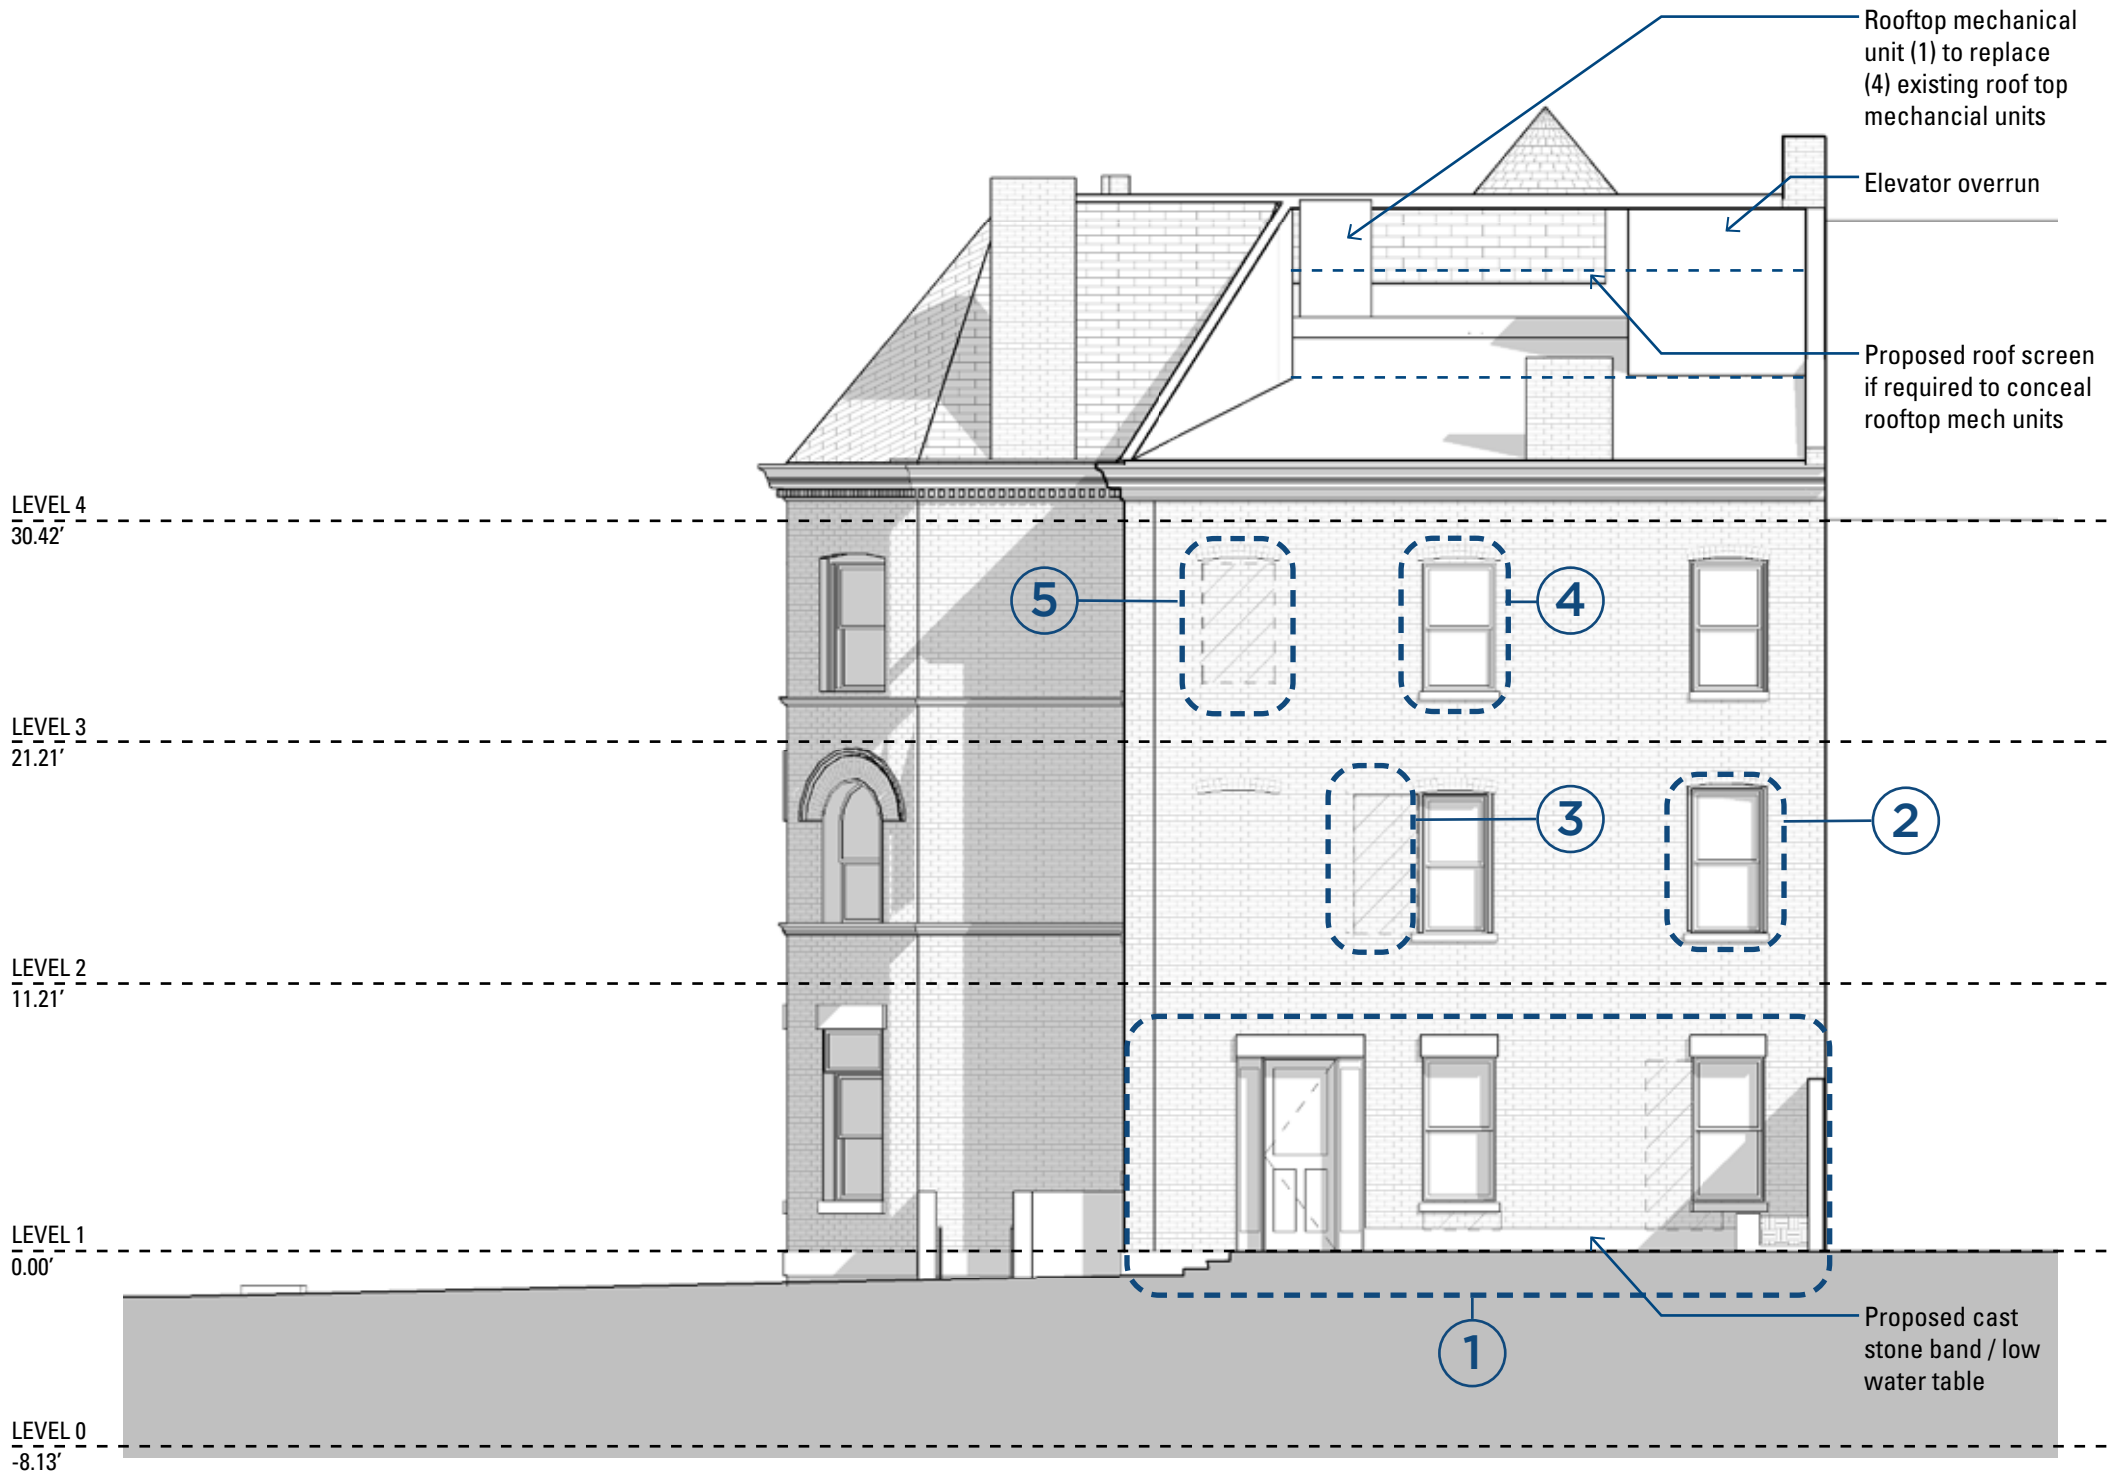 Rooftop mechanical
unit (1) to replace
(4) existing roof top
mechancial units
Elevator overrun
Proposed roof screen
if required to conceal
rooftop mech units
LEVEL 4
30.42′
5
4
LEVEL 3
21.21′
3
2
LEVEL 2
11.21′
LEVEL 1
0.00′
1
Proposed cast
stone band / low
water table
LEVEL 0
-8.13′